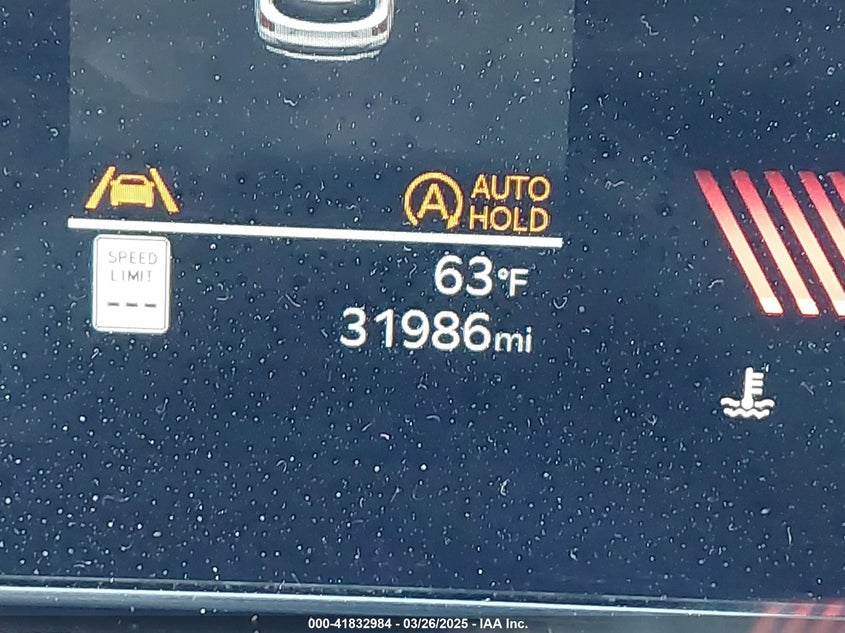 AUTO
HOLD
SPEED
LIMIT
---
63°F
31986mi
000-41832984 - 03/26/2025 - IAA Inc.